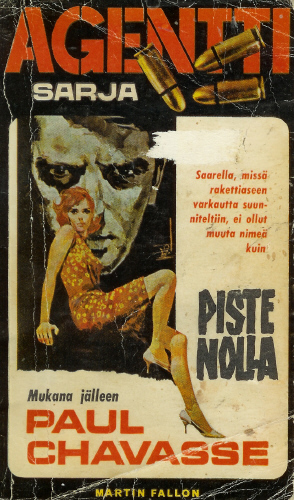 AGENTTI
SARJA
Saarella, missä
rakettiaseen
varkautta suun-
niteltiin, ei ollut
muuta nimeä
kuin
PISTE
NOLLA
Mukana jälleen
PAUL
CHAVASSE
MARTIN FALLON